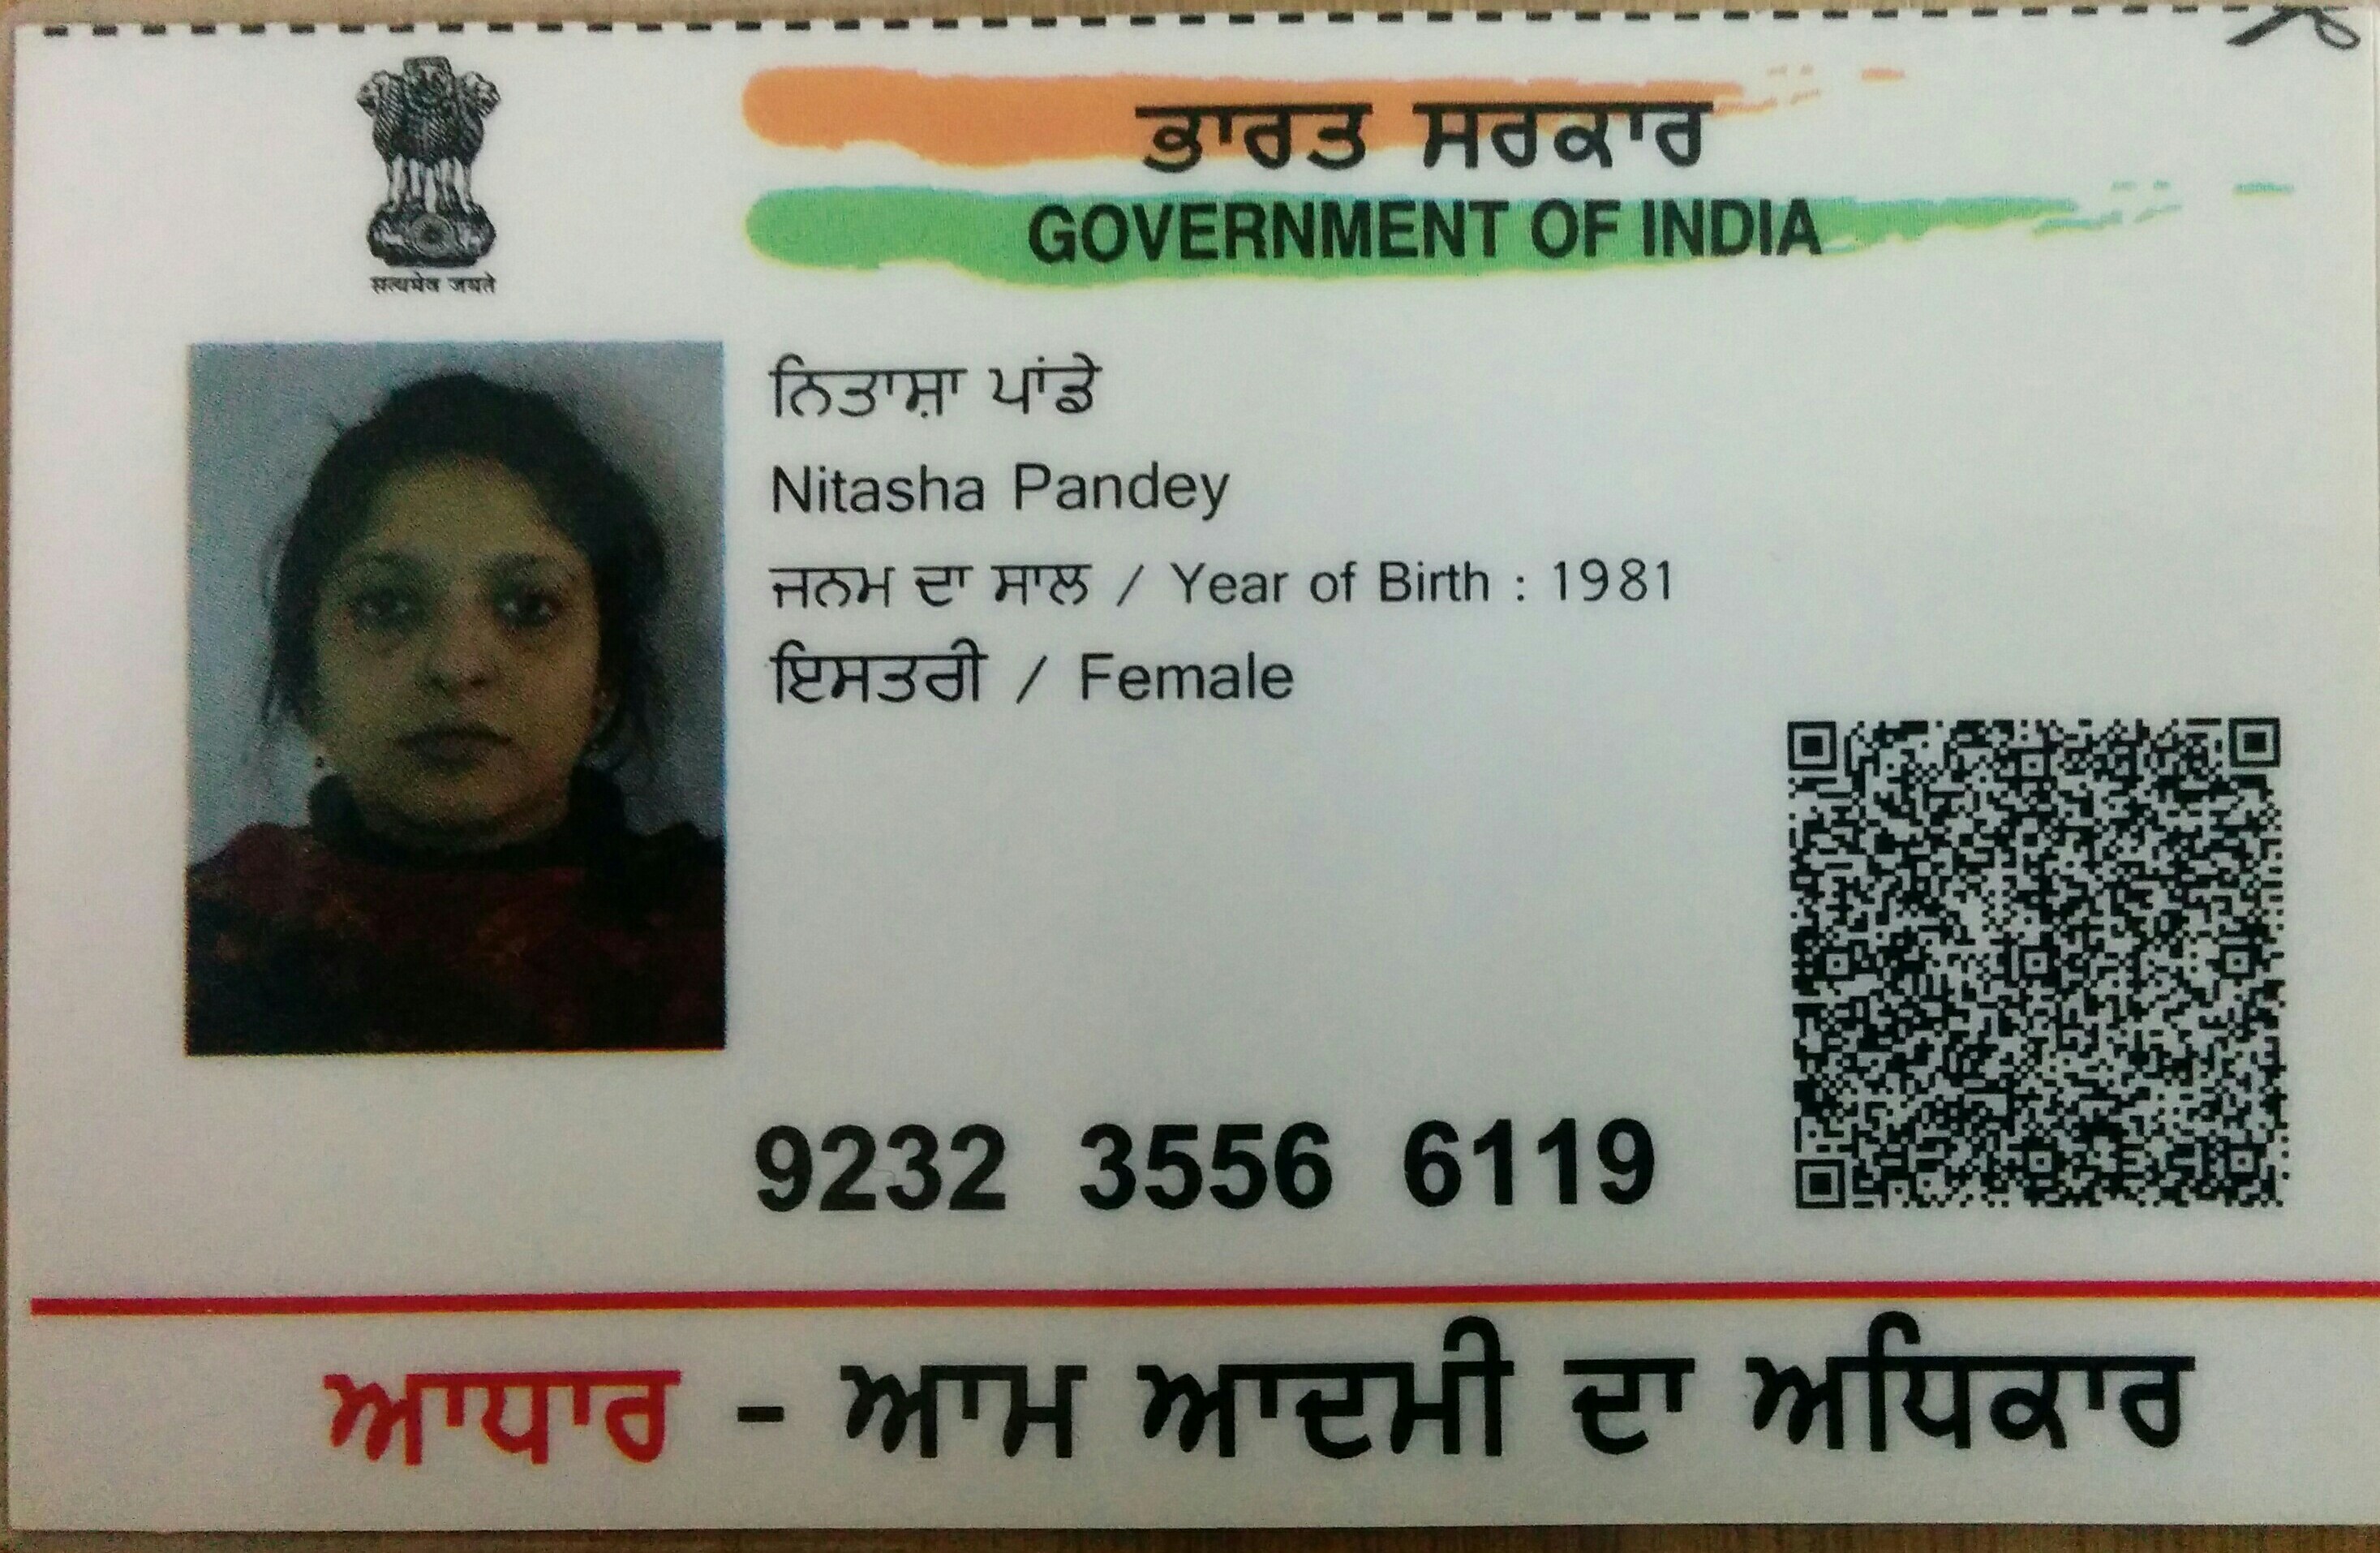 सत्यमेव जयते
ਭਾਰਤ ਸਰਕਾਰ
GOVERNMENT OF INDIA
ਨਿਤਾਸ਼ਾ ਪਾਂਡੇ
Nitasha Pandey
ਜਨਮ ਦਾ ਸਾਲ / Year of Birth : 1981
ਇਸਤਰੀ / Female
9232 3556 6119
ਆਧਾਰ - ਆਮ ਆਦਮੀ ਦਾ ਅਧਿਕਾਰ